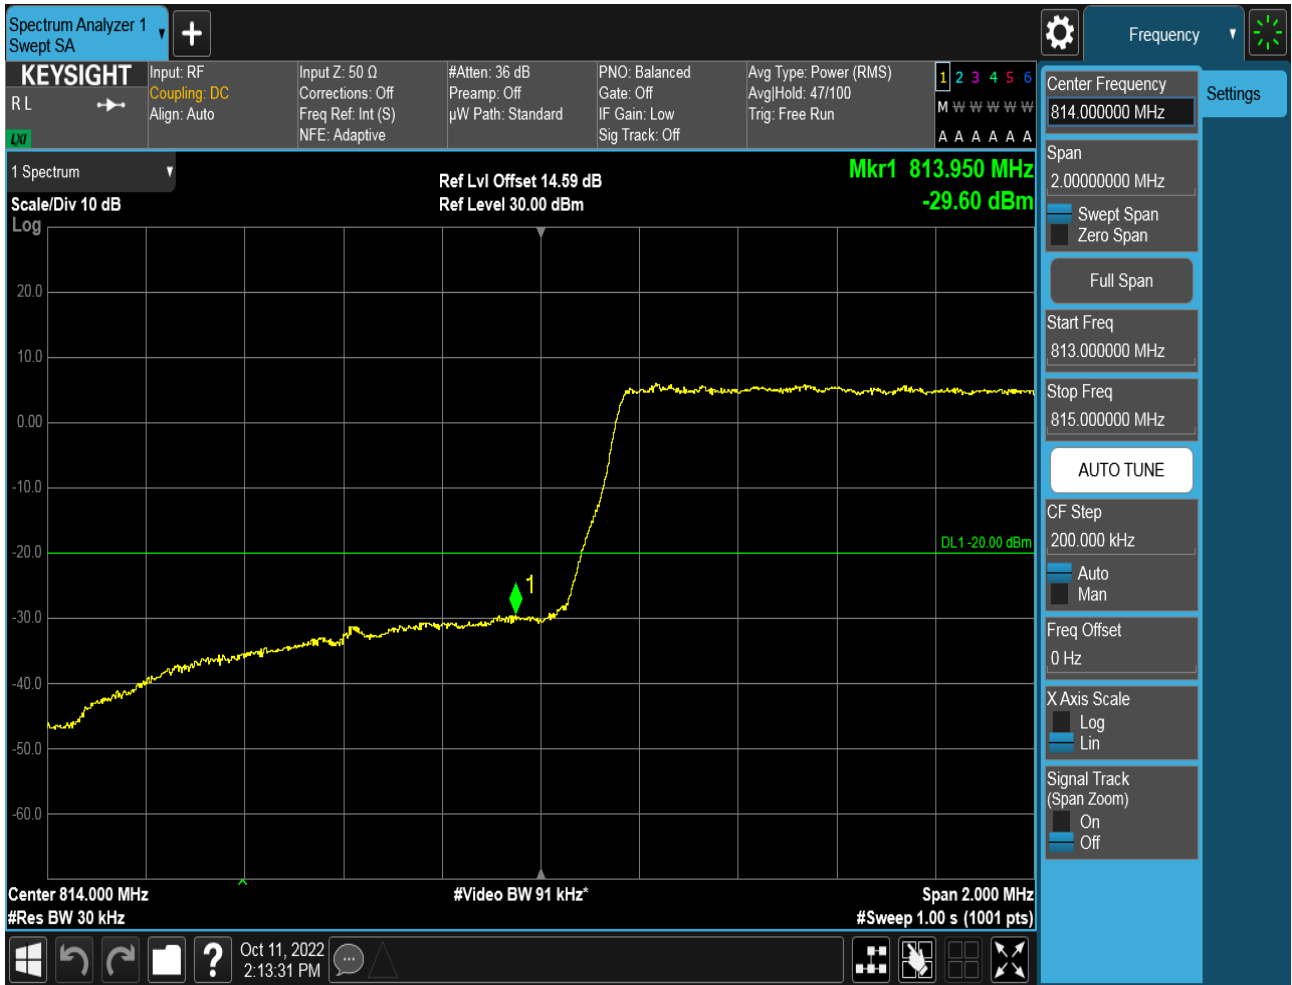 Spectrum Analyzer 1
Swept SA
Frequency
KEYSIGHT
R L
LXI
Input: RF
Coupling: DC
Align: Auto
Input Z: 50 Ω
Corrections: Off
Freq Ref: Int (S)
NFE: Adaptive
#Atten: 36 dB
Preamp: Off
µW Path: Standard
PNO: Balanced
Gate: Off
IF Gain: Low
Sig Track: Off
Avg Type: Power (RMS)
Avg|Hold: 47/100
Trig: Free Run
1 2 3 4 5 6
M W W W W W
A A A A A A
1 Spectrum
Scale/Div 10 dB
Log
Ref Lvl Offset 14.59 dB
Ref Level 30.00 dBm
Mkr1 813.950 MHz
-29.60 dBm
20.0
10.0
0.00
-10.0
-20.0
-30.0
-40.0
-50.0
-60.0
DL1 -20.00 dBm
1
Center 814.000 MHz
#Res BW 30 kHz
#Video BW 91 kHz*
Span 2.000 MHz
#Sweep 1.00 s (1001 pts)
Oct 11, 2022
2:13:31 PM
Center Frequency
814.000000 MHz
Settings
Span
2.00000000 MHz
Swept Span
Zero Span
Full Span
Start Freq
813.000000 MHz
Stop Freq
815.000000 MHz
AUTO TUNE
CF Step
200.000 kHz
Auto
Man
Freq Offset
0 Hz
X Axis Scale
Log
Lin
Signal Track
(Span Zoom)
On
Off